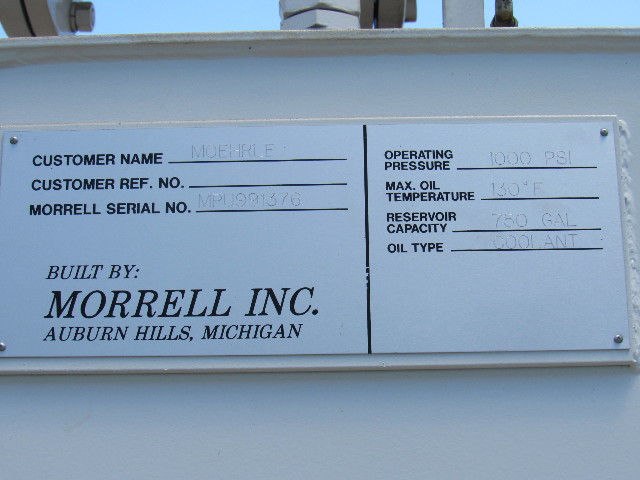 CUSTOMER NAME MOEHRLE
CUSTOMER REF. NO.
MORRELL SERIAL NO. MPU991376
BUILT BY:
MORRELL INC.
AUBURN HILLS, MICHIGAN
OPERATING
PRESSURE 1000 PSI
MAX. OIL
TEMPERATURE 130°F
RESERVOIR
CAPACITY 750 GAL
OIL TYPE COOLANT